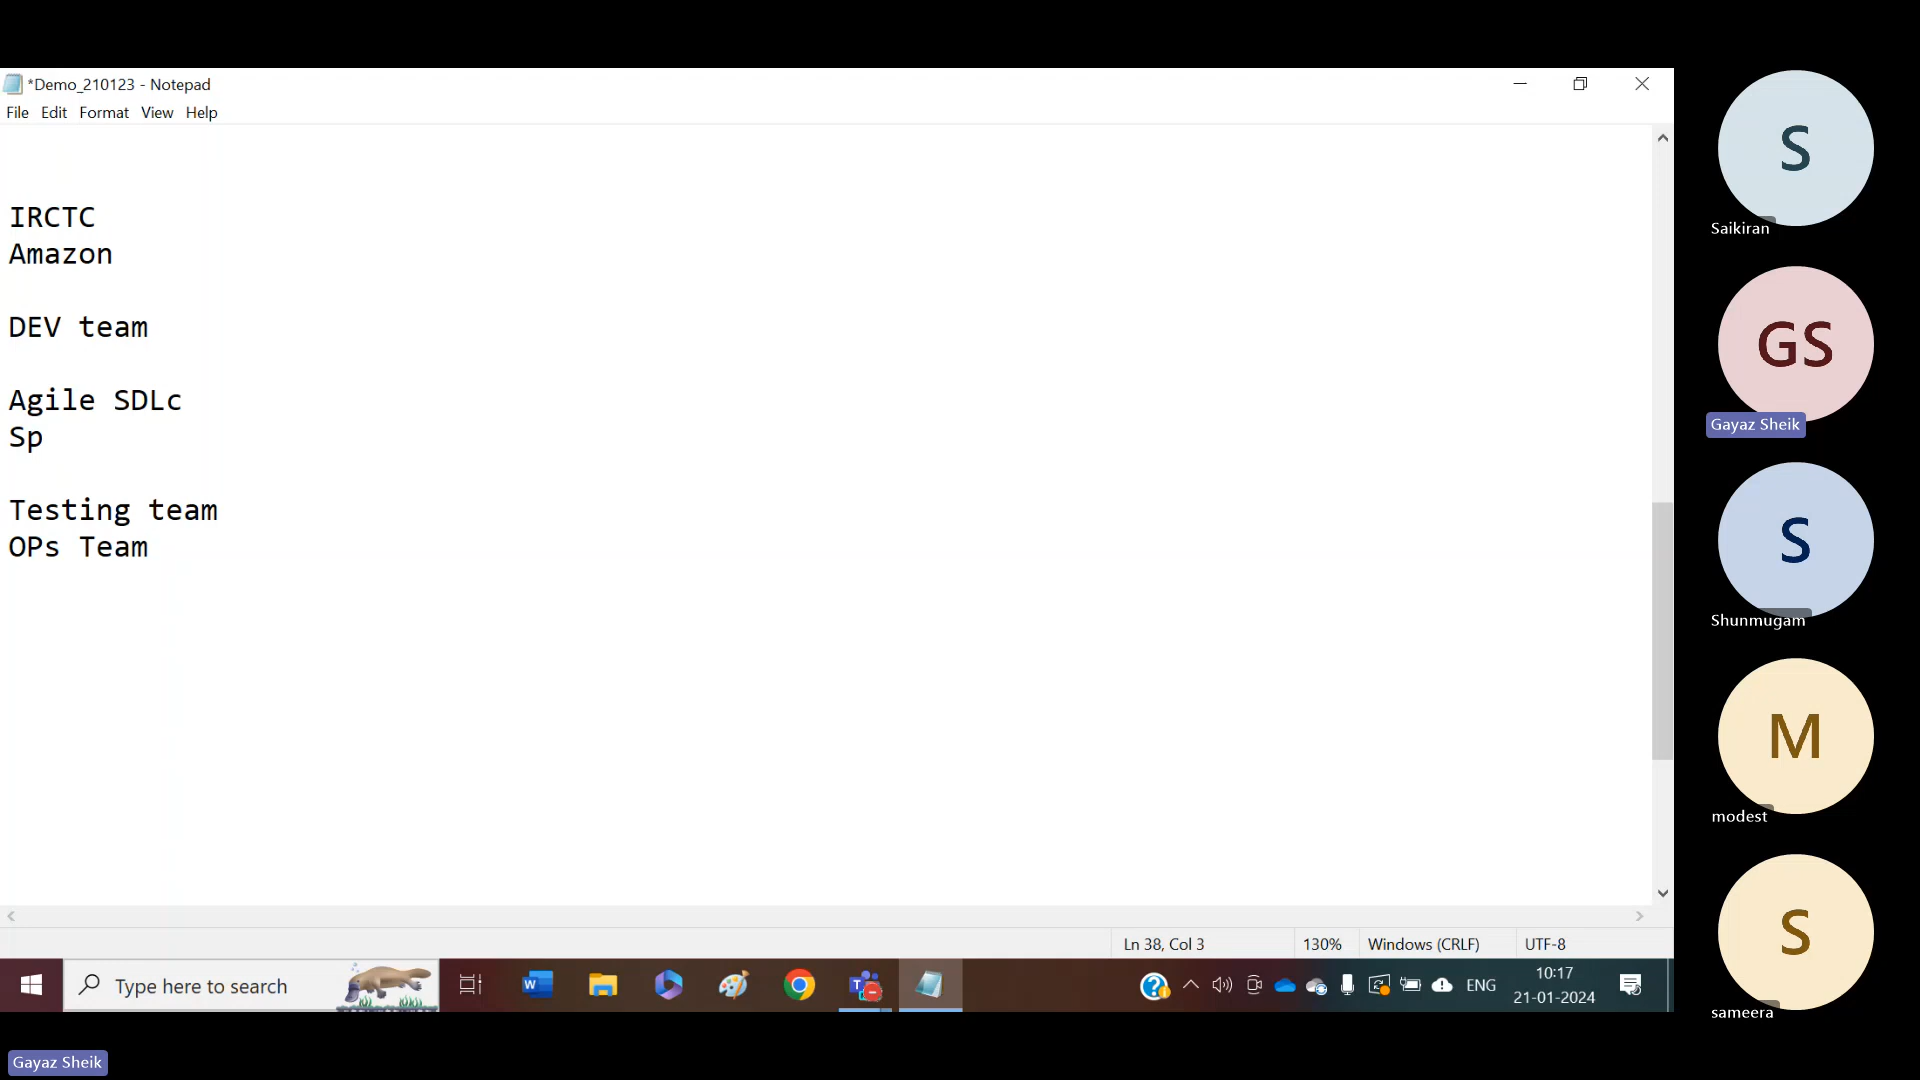 *Demo_210123 - Notepad
File Edit Format View Help
IRCTC
Amazon
DEV team
Agile SDLc
Sp
Testing team
OPs Team
Ln 38, Col 3 130% Windows (CRLF) UTF-8
Type here to search
ENG
10:17
21-01-2024
S
Saikiran
GS
Gayaz Sheik
S
Shunmugam
M
modest
S
sameera
Gayaz Sheik